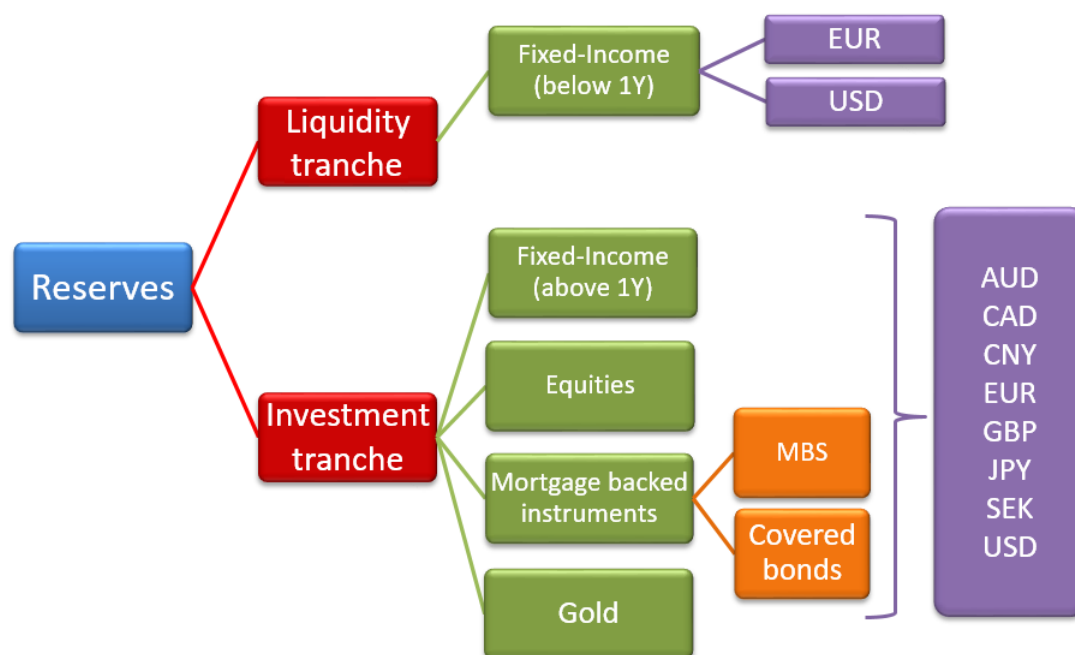 Reserves
Liquidity
tranche
Fixed-Income
(below 1Y)
EUR
USD
Investment
tranche
Fixed-Income
(above 1Y)
Equities
Mortgage backed
instruments
MBS
Covered
bonds
Gold
AUD
CAD
CNY
EUR
GBP
JPY
SEK
USD